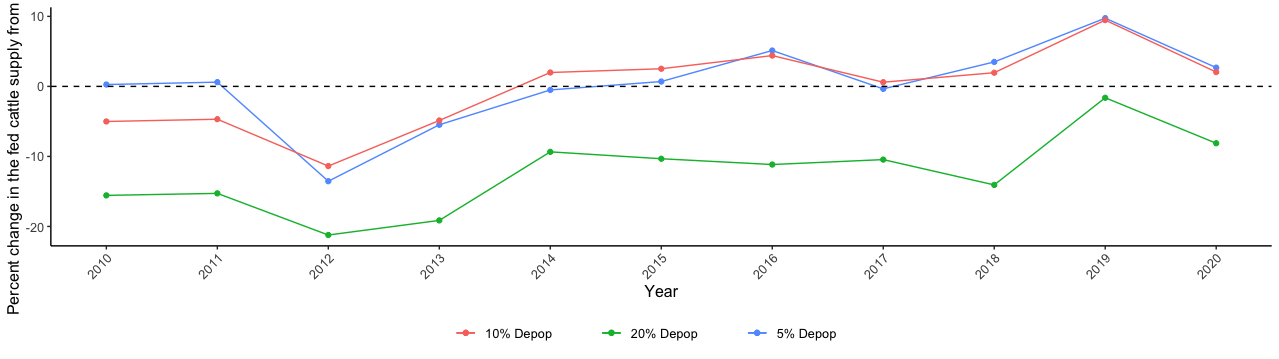 Percent change in the fed cattle supply from
10
0
-10
-20
2010 2011 2012 2013 2014 2015 2016 2017 2018 2019 2020
Year
10% Depop 20% Depop 5% Depop